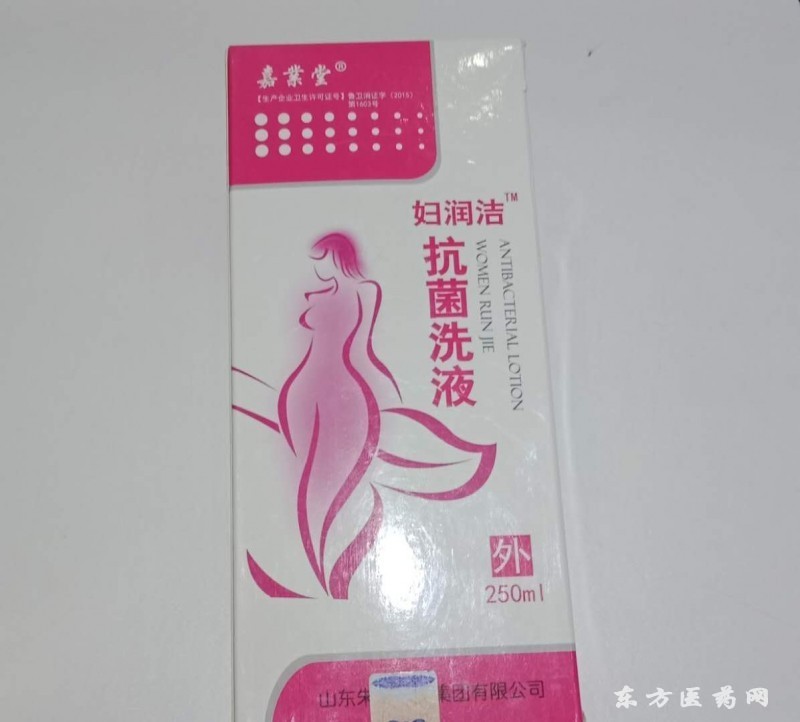 嘉業堂®
【生产企业卫生许可证号】鲁卫消证字（2015）
第1603号
妇润洁™
抗菌洗液
WOMEN RUN JIE
ANTIBACTERIAL LOTION
外
250ml
山东朱 集团有限公司
东方医药网